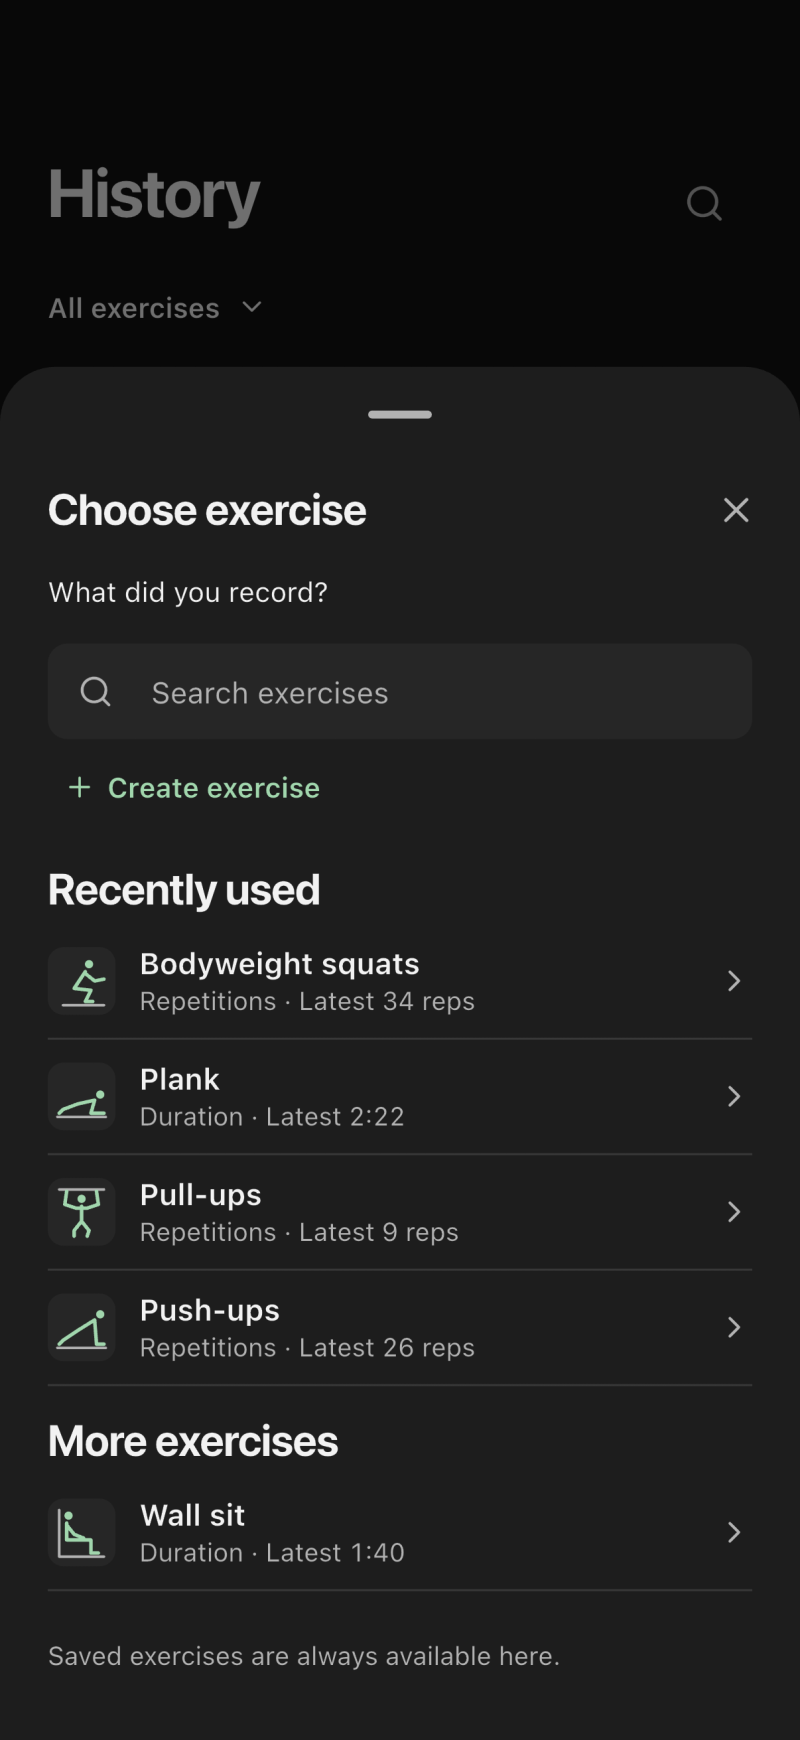 History
All exercises
Choose exercise
What did you record?
Search exercises
+ Create exercise
Recently used
Bodyweight squats
Repetitions · Latest 34 reps
Plank
Duration · Latest 2:22
Pull-ups
Repetitions · Latest 9 reps
Push-ups
Repetitions · Latest 26 reps
More exercises
Wall sit
Duration · Latest 1:40
Saved exercises are always available here.